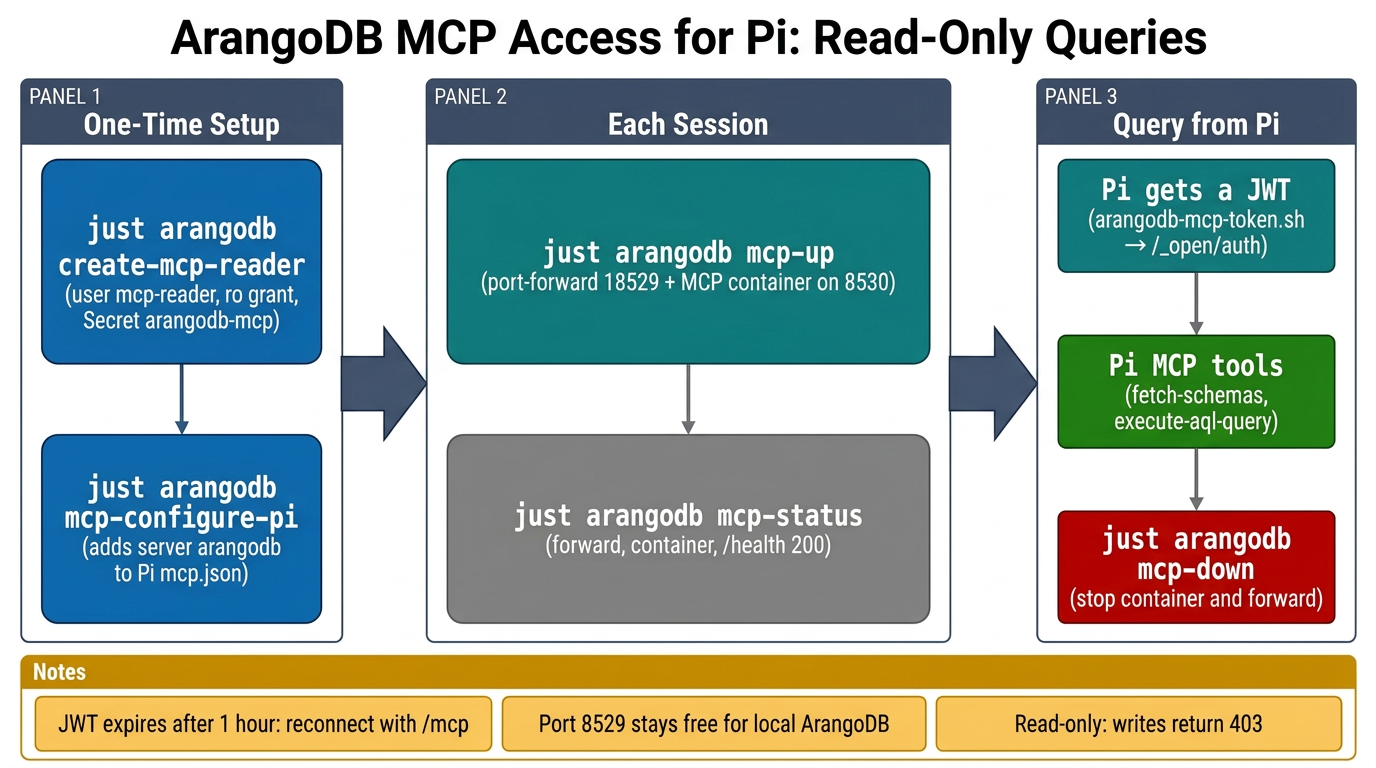 ArangoDB MCP Access for Pi: Read-Only Queries
PANEL 1
One-Time Setup
just arangodb
create-mcp-reader
(user mcp-reader, ro grant,
Secret arangodb-mcp)
just arangodb
mcp-configure-pi
(adds server arangodb
to Pi mcp.json)
PANEL 2
Each Session
just arangodb mcp-up
(port-forward 18529 + MCP container on 8530)
just arangodb mcp-status
(forward, container, /health 200)
PANEL 3
Query from Pi
Pi gets a JWT
(arangodb-mcp-token.sh
→ /_open/auth)
Pi MCP tools
(fetch-schemas,
execute-aql-query)
just arangodb
mcp-down
(stop container and forward)
Notes
JWT expires after 1 hour: reconnect with /mcp
Port 8529 stays free for local ArangoDB
Read-only: writes return 403